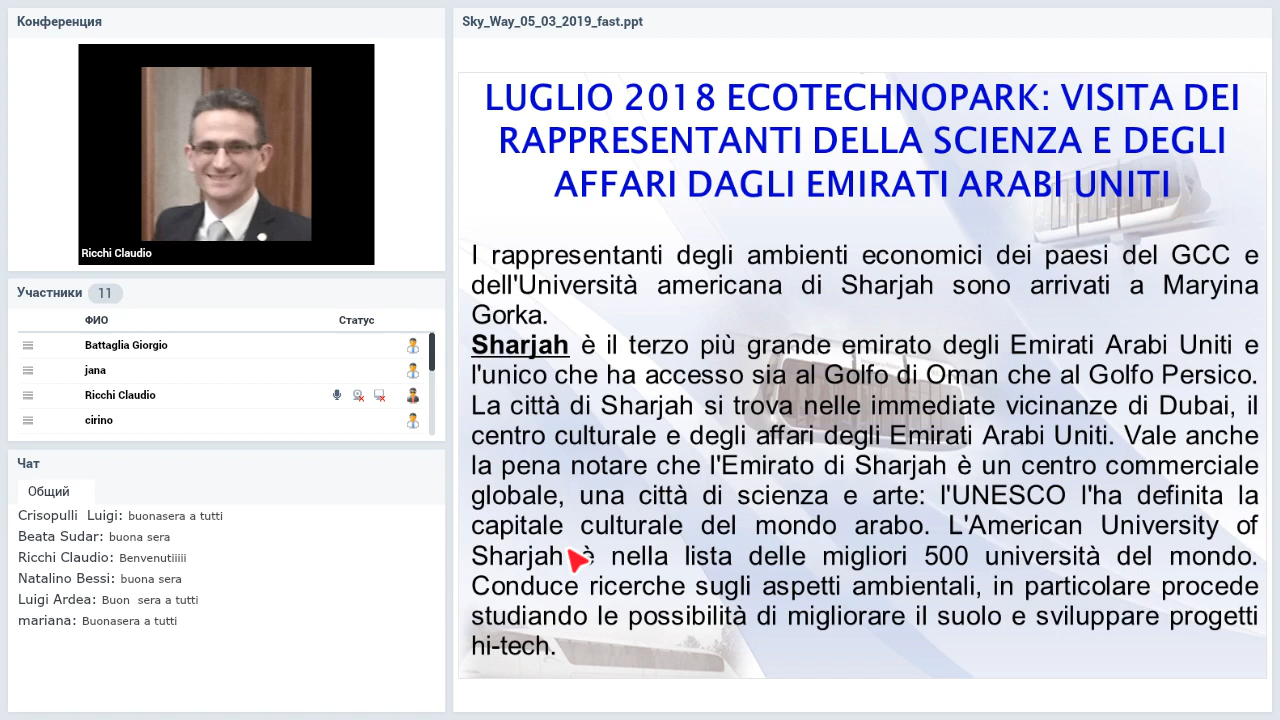 Конференция
Ricchi Claudio
Участники 11
ФИО Статус
Battaglia Giorgio
jana
Ricchi Claudio
cirino
Чат
Общий
Crisopulli Luigi: buonasera a tutti
Beata Sudar: buona sera
Ricchi Claudio: Benvenutiiiii
Natalino Bessi: buona sera
Luigi Ardea: Buon sera a tutti
mariana: Buonasera a tutti
Sky_Way_05_03_2019_fast.ppt
LUGLIO 2018 ECOTECHNOPARK: VISITA DEI
RAPPRESENTANTI DELLA SCIENZA E DEGLI
AFFARI DAGLI EMIRATI ARABI UNITI
I rappresentanti degli ambienti economici dei paesi del GCC e
dell'Università americana di Sharjah sono arrivati a Maryina
Gorka.
Sharjah è il terzo più grande emirato degli Emirati Arabi Uniti e
l'unico che ha accesso sia al Golfo di Oman che al Golfo Persico.
La città di Sharjah si trova nelle immediate vicinanze di Dubai, il
centro culturale e degli affari degli Emirati Arabi Uniti. Vale anche
la pena notare che l'Emirato di Sharjah è un centro commerciale
globale, una città di scienza e arte: l'UNESCO l'ha definita la
capitale culturale del mondo arabo. L'American University of
Sharjah è nella lista delle migliori 500 università del mondo.
Conduce ricerche sugli aspetti ambientali, in particolare procede
studiando le possibilità di migliorare il suolo e sviluppare progetti
hi-tech.